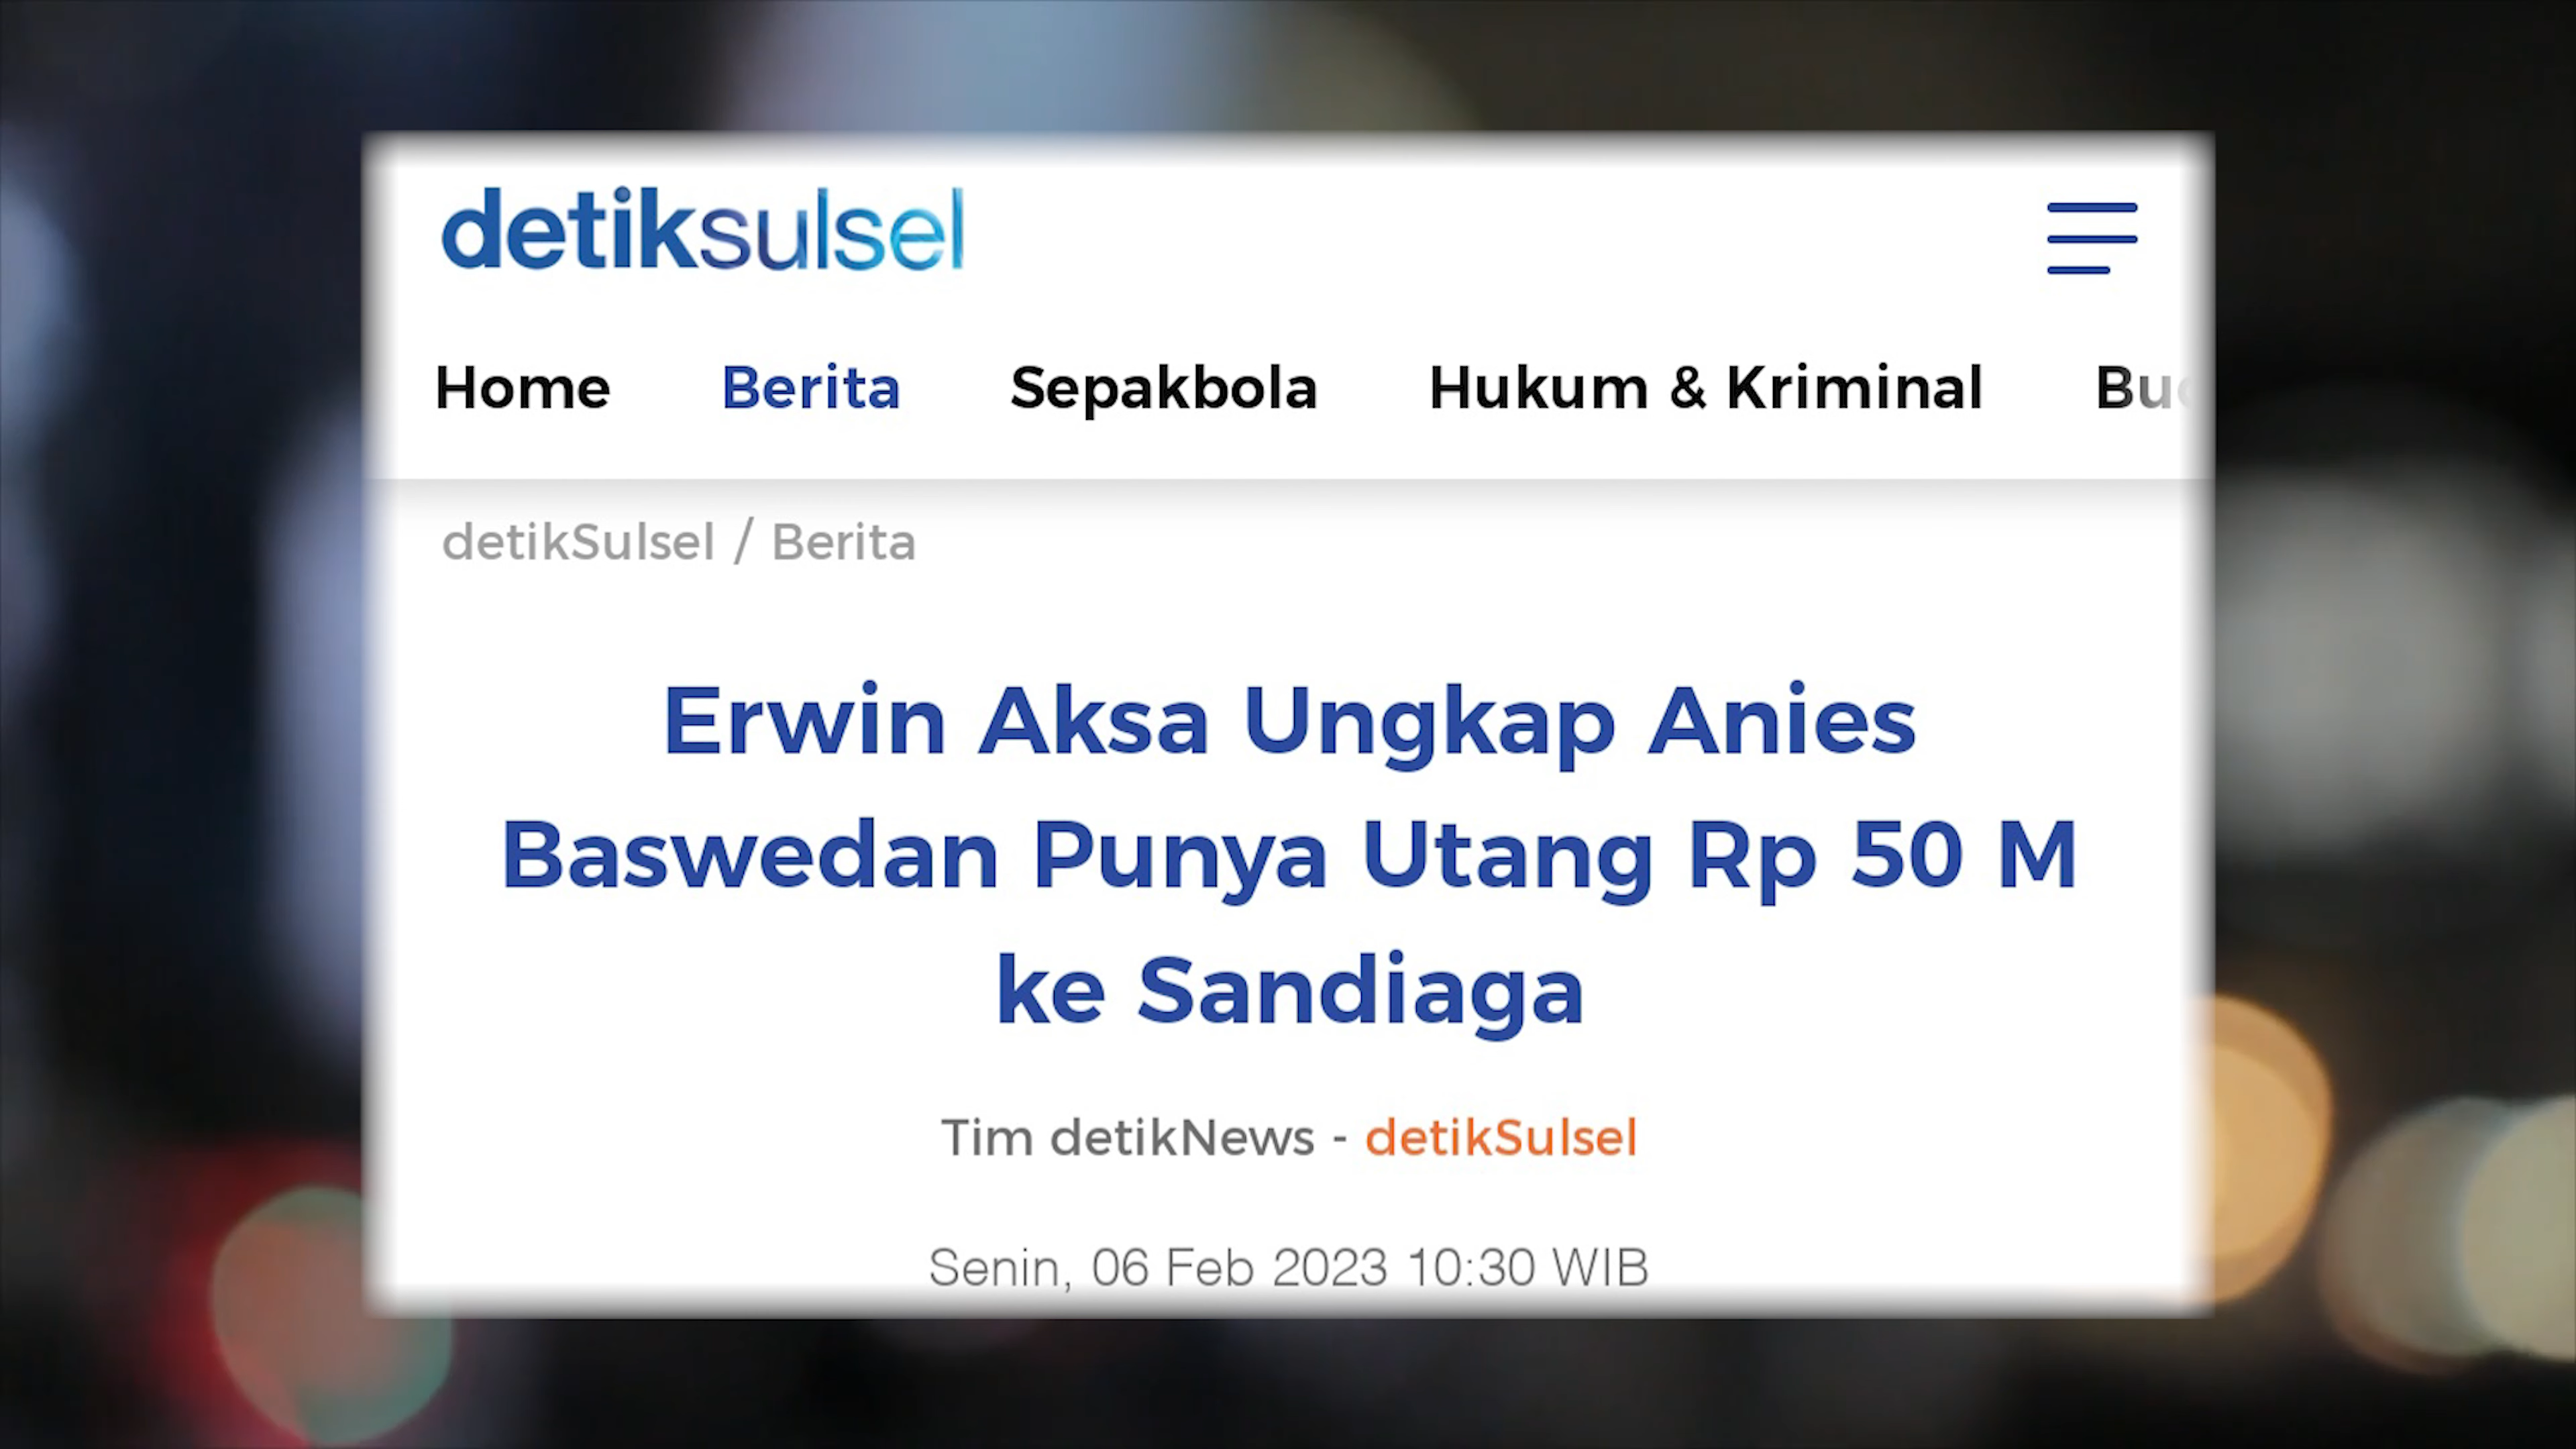 detiksulsel
Home Berita Sepakbola Hukum & Kriminal
detikSulsel / Berita
Erwin Aksa Ungkap Anies
Baswedan Punya Utang Rp 50 M
ke Sandiaga
Tim detikNews - detikSulsel
Senin, 06 Feb 2023 10:30 WIB